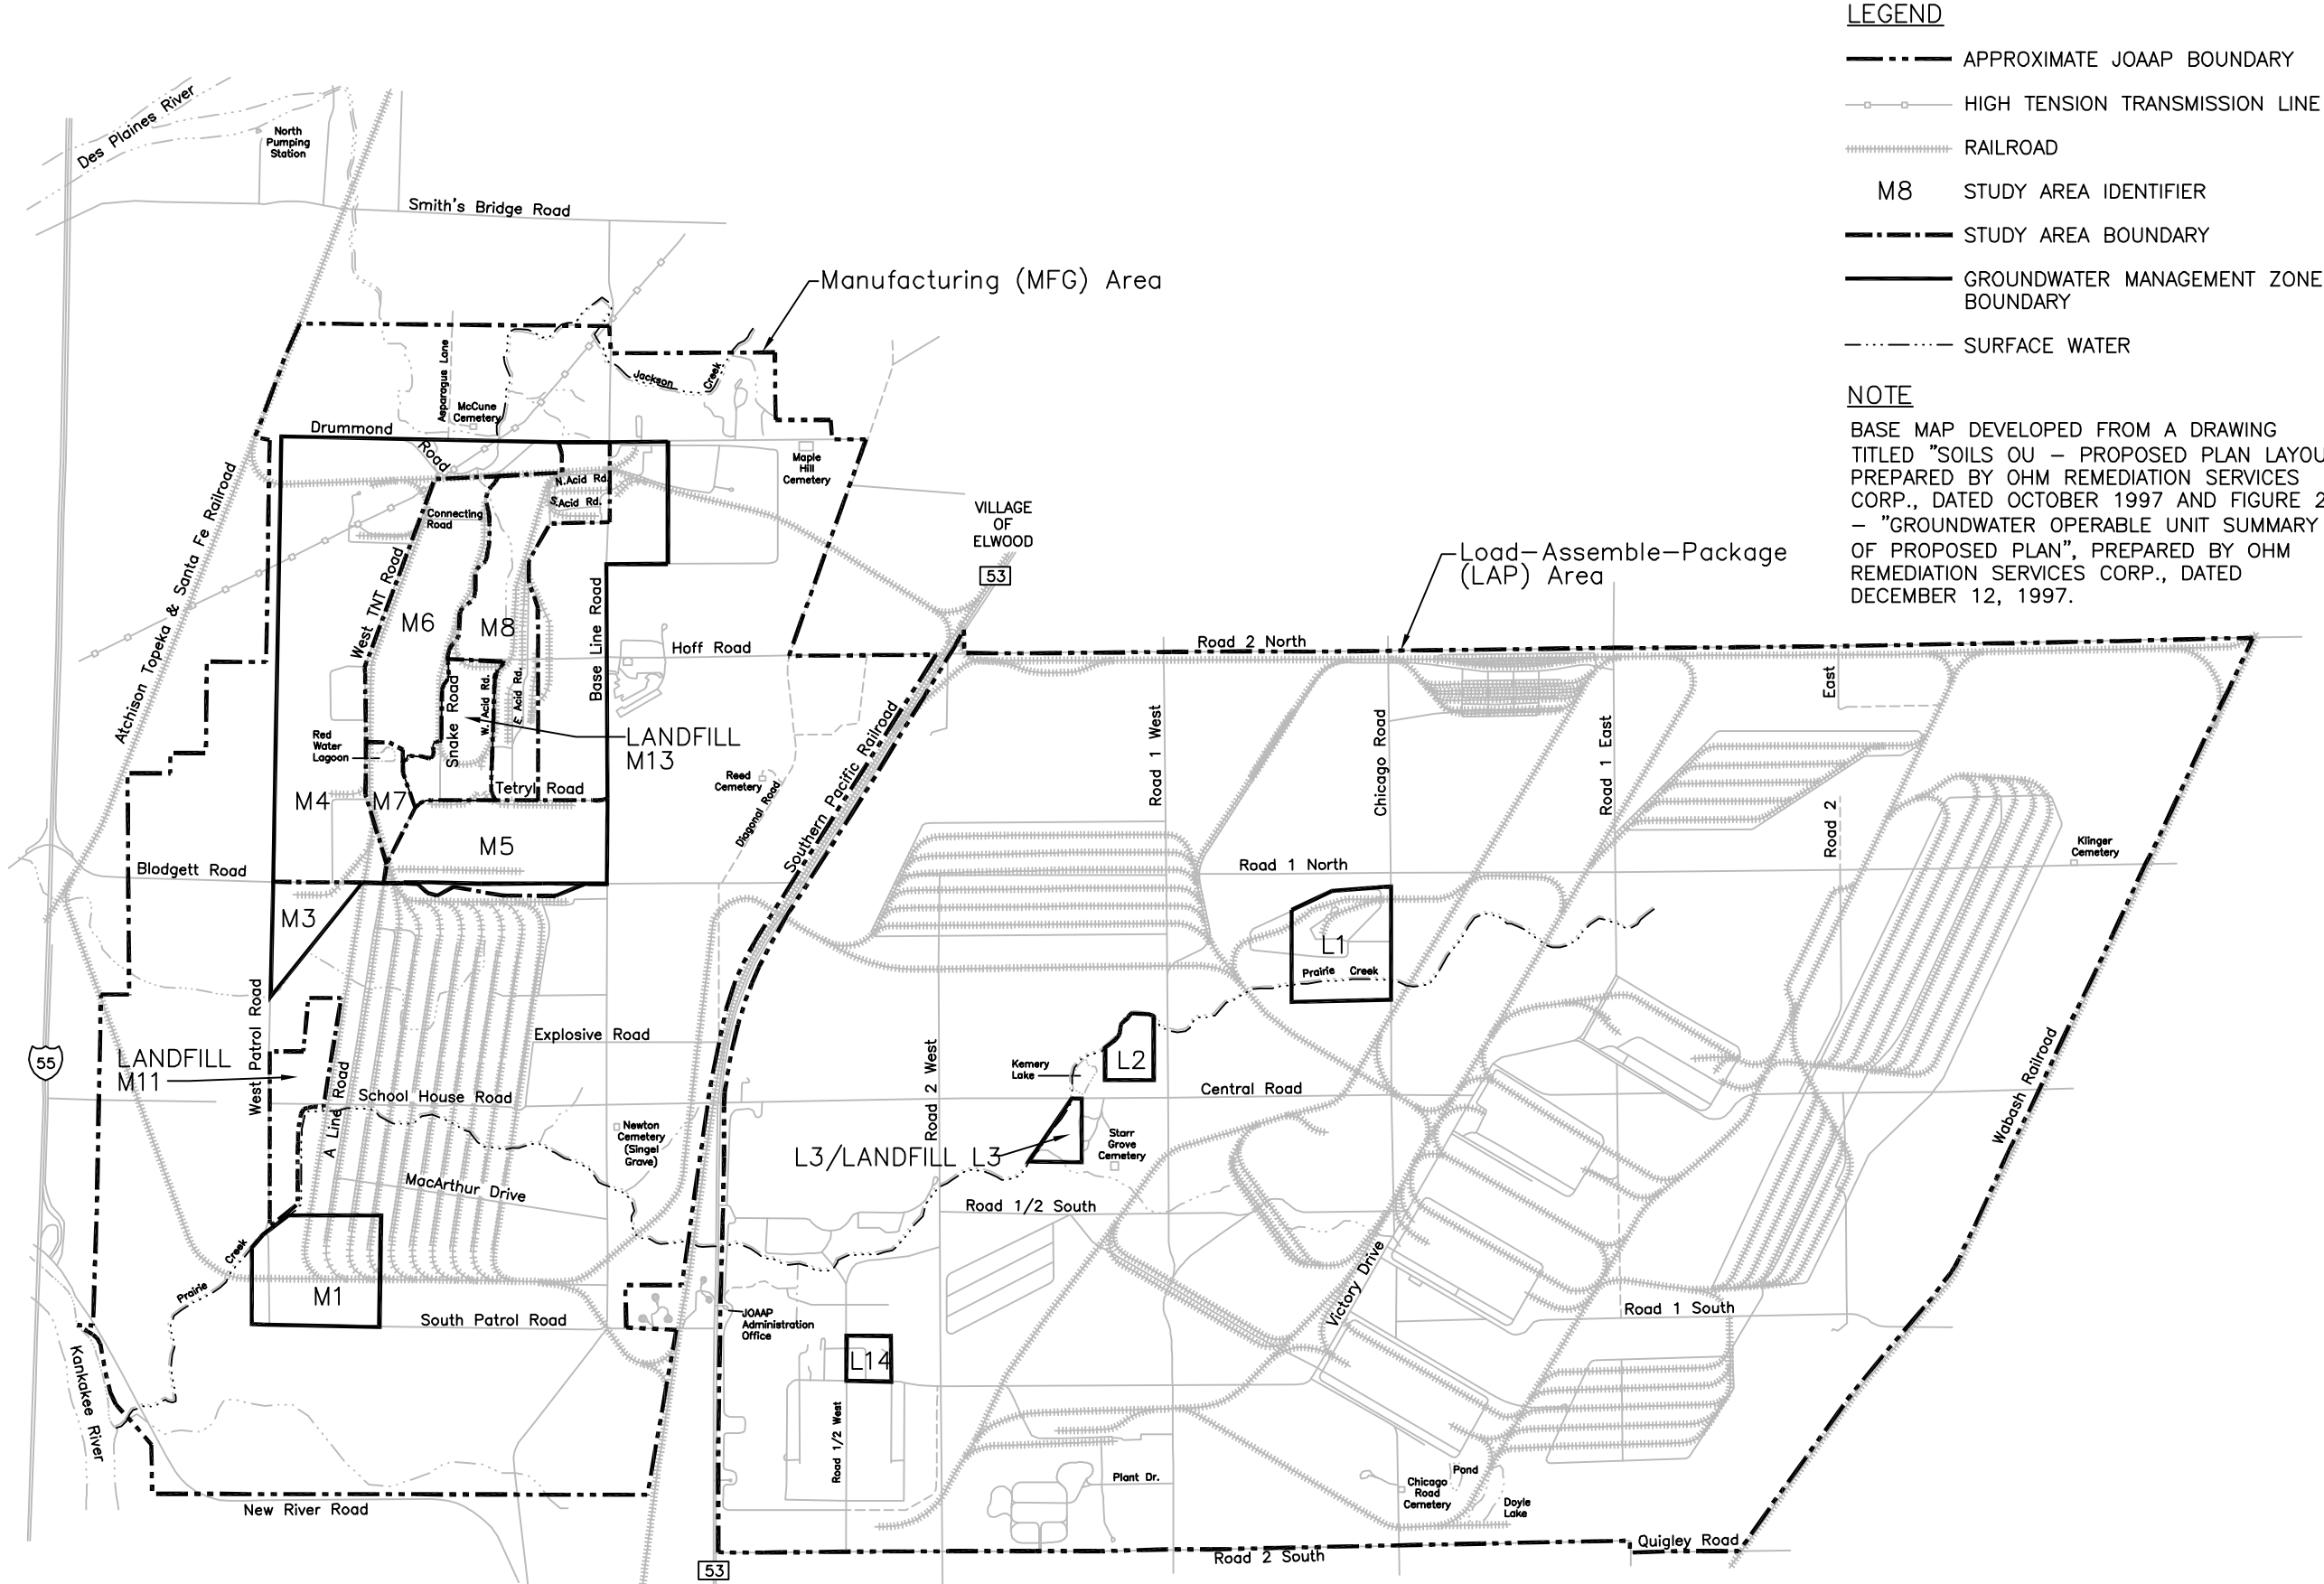 LEGEND
APPROXIMATE JOAAP BOUNDARY
HIGH TENSION TRANSMISSION LINE
RAILROAD
M8 STUDY AREA IDENTIFIER
STUDY AREA BOUNDARY
GROUNDWATER MANAGEMENT ZONE
BOUNDARY
SURFACE WATER
NOTE
BASE MAP DEVELOPED FROM A DRAWING
TITLED "SOILS OU – PROPOSED PLAN LAYOU
PREPARED BY OHM REMEDIATION SERVICES
CORP., DATED OCTOBER 1997 AND FIGURE 2
– "GROUNDWATER OPERABLE UNIT SUMMARY
OF PROPOSED PLAN", PREPARED BY OHM
REMEDIATION SERVICES CORP., DATED
DECEMBER 12, 1997.
Des Plaines River
North
Pumping
Station
Smith's Bridge Road
Manufacturing (MFG) Area
Asparagus Lane
Jackson
Creek
McCune
Cemetery
Drummond
Road
Maple
Hill
Cemetery
N.Acid Rd.
S.Acid Rd.
Connecting
Road
VILLAGE
OF
ELWOOD
53
Load–Assemble–Package
(LAP) Area
Atchison Topeka & Santa Fe Railroad
West TNT Road
M6
M8
Base Line Road
Hoff Road
Road 2 North
Snake Road
W. Acid Rd.
E. Acid Rd.
LANDFILL
M13
Red
Water
Lagoon
Reed
Cemetery
Diagonal Road
Southern Pacific Railroad
Road 1 West
Chicago Road
Road 1 East
East
Road 2
M4
M7
Tetryl Road
M5
Blodgett Road
Road 1 North
Klinger
Cemetery
M3
L1
Prairie Creek
West Patrol Road
Explosive Road
55
LANDFILL
M11
A Line Road
School House Road
Road 2 West
Kemery
Lake
L2
Central Road
Wabash Railroad
Newton
Cemetery
(Singel
Grave)
L3/LANDFILL L3
Starr
Grove
Cemetery
MacArthur Drive
Road 1/2 South
Prairie
Creek
M1
Victory Drive
Road 1 South
South Patrol Road
JOAAP
Administration
Office
L14
Kankakee River
Road 1/2 West
Plant Dr.
Pond
Chicago
Road
Cemetery
Doyle
Lake
New River Road
Quigley Road
Road 2 South
53